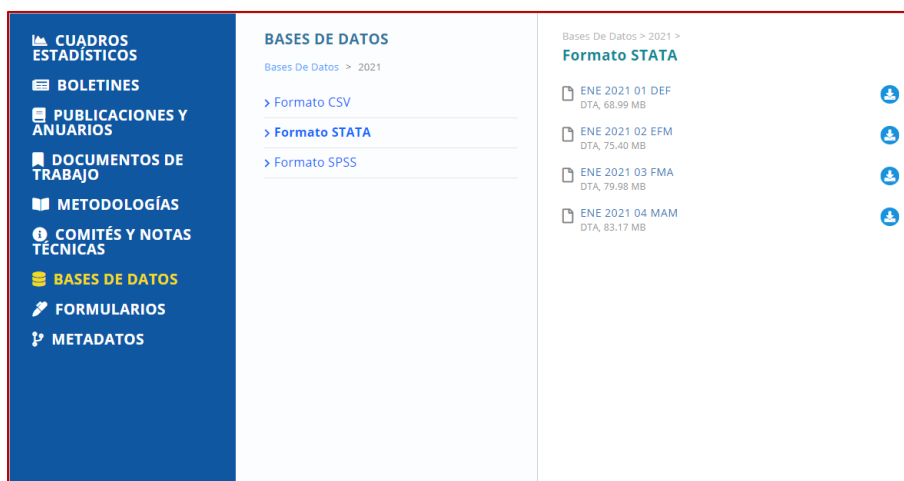 CUADROS
ESTADÍSTICOS
BOLETINES
PUBLICACIONES Y
ANUARIOS
DOCUMENTOS DE
TRABAJO
METODOLOGÍAS
COMITÉS Y NOTAS
TÉCNICAS
BASES DE DATOS
FORMULARIOS
METADATOS
BASES DE DATOS
Bases De Datos > 2021
> Formato CSV
> Formato STATA
> Formato SPSS
Bases De Datos > 2021 >
Formato STATA
ENE 2021 01 DEF
DTA, 68.99 MB
ENE 2021 02 EFM
DTA, 75.40 MB
ENE 2021 03 FMA
DTA, 79.98 MB
ENE 2021 04 MAM
DTA, 83.17 MB